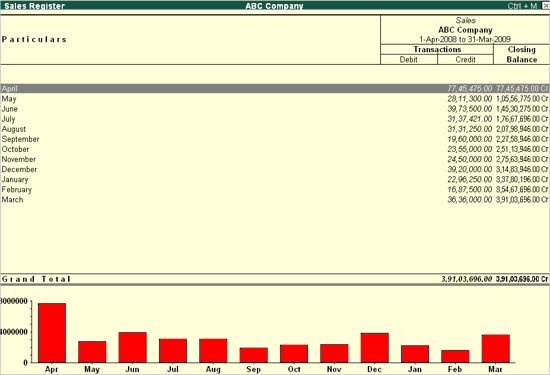 Sales Register ABC Company Ctrl + M
Sales
ABC Company
Particulars 1-Apr-2008 to 31-Mar-2009
Transactions Closing
Debit Credit Balance
April 77,45,475.00 77,45,475.00 Cr
May 28,11,300.00 1,05,56,775.00 Cr
June 39,73,500.00 1,45,30,275.00 Cr
July 31,37,421.00 1,76,67,696.00 Cr
August 31,31,250.00 2,07,98,946.00 Cr
September 19,60,000.00 2,27,58,946.00 Cr
October 23,55,000.00 2,51,13,946.00 Cr
November 24,50,000.00 2,75,63,946.00 Cr
December 39,20,000.00 3,14,83,946.00 Cr
January 22,96,250.00 3,37,80,196.00 Cr
February 16,87,500.00 3,54,67,696.00 Cr
March 36,36,000.00 3,91,03,696.00 Cr
Grand Total 3,91,03,696.00 3,91,03,696.00 Cr
8000000
4000000
0
Apr May Jun Jul Aug Sep Oct Nov Dec Jan Feb Mar